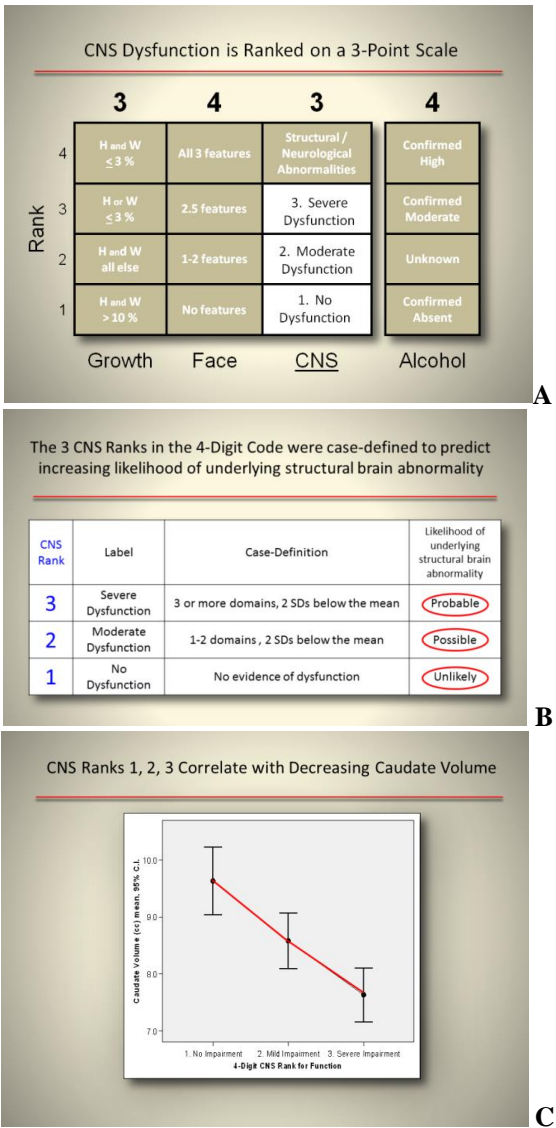 CNS Dysfunction is Ranked on a 3-Point Scale
3 4 3 4
Rank
4
H and W
≤ 3 %
All 3 features
Structural /
Neurological
Abnormalities
Confirmed
High
3
H or W
≤ 3 %
2.5 features
3. Severe
Dysfunction
Confirmed
Moderate
2
H and W
all else
1-2 features
2. Moderate
Dysfunction
Unknown
1
H and W
> 10 %
No features
1. No
Dysfunction
Confirmed
Absent
Growth Face CNS Alcohol
A
The 3 CNS Ranks in the 4-Digit Code were case-defined to predict
increasing likelihood of underlying structural brain abnormality
CNS
Rank
Label
Case-Definition
Likelihood of
underlying
structural brain
abnormality
3
Severe
Dysfunction
3 or more domains, 2 SDs below the mean
Probable
2
Moderate
Dysfunction
1-2 domains , 2 SDs below the mean
Possible
1
No
Dysfunction
No evidence of dysfunction
Unlikely
B
CNS Ranks 1, 2, 3 Correlate with Decreasing Caudate Volume
Caudate Volume (cc) mean, 95% C.I.
10.0
9.0
8.0
7.0
1. No Impairment 2. Mild Impairment 3. Severe Impairment
4-Digit CNS Rank for Function
C